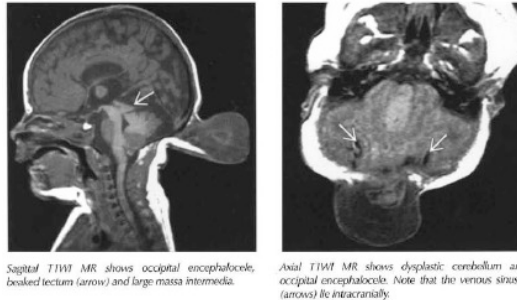 Sagittal T1WI MR shows occipital encephalocele,
beaked tectum (arrow) and large massa intermedia.
Axial T1WI MR shows dysplastic cerebellum an
occipital encephalocele. Note that the venous sinus
(arrows) lie intracranially.